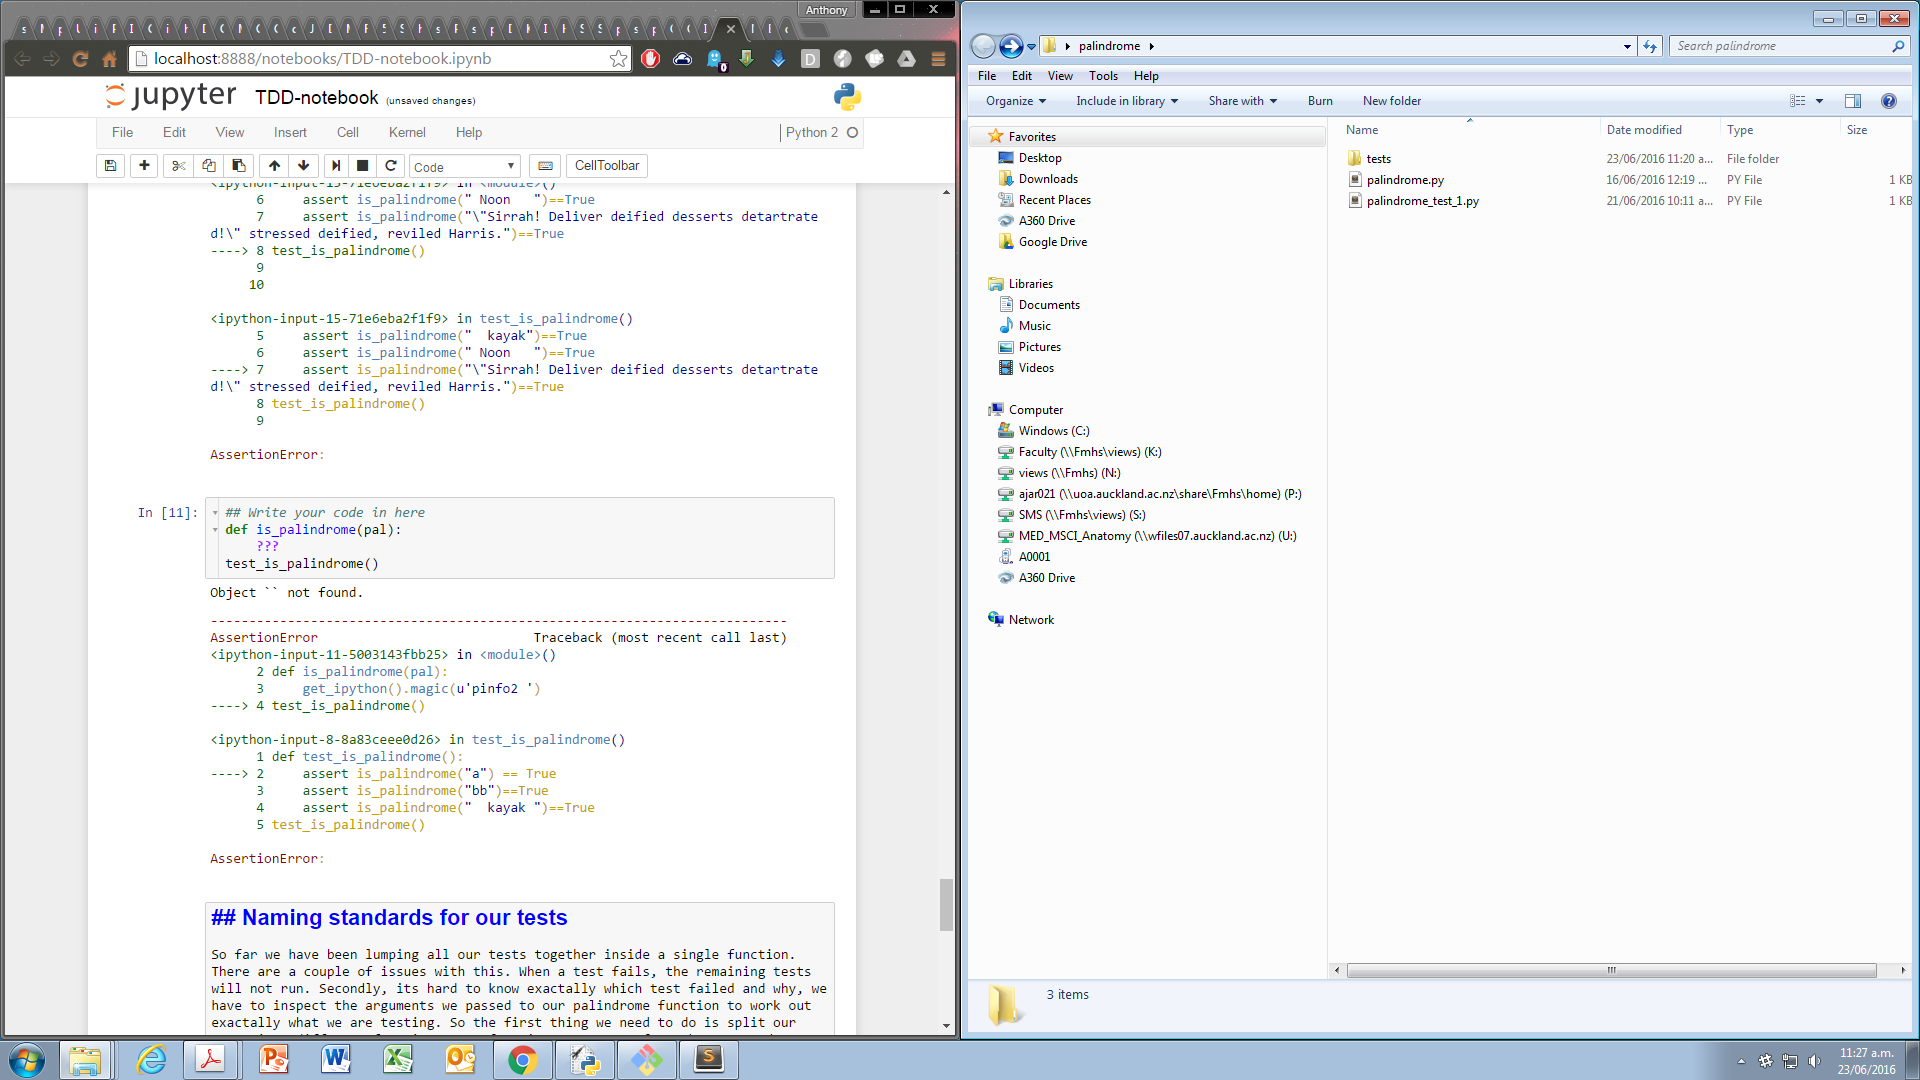 Anthony
localhost:8888/notebooks/TDD-notebook.ipynb
jupyter TDD-notebook (unsaved changes)
File Edit View Insert Cell Kernel Help Python 2
Code CellToolbar
<ipython-input-15-71e6eba2f1f9> in <module>()
6     assert is_palindrome(" Noon   ")==True
7     assert is_palindrome("\"Sirrah! Deliver deified desserts detartrate
d!\" stressed deified, reviled Harris.")==True
----> 8 test_is_palindrome()
9
10
<ipython-input-15-71e6eba2f1f9> in test_is_palindrome()
5     assert is_palindrome("  kayak")==True
6     assert is_palindrome(" Noon   ")==True
----> 7     assert is_palindrome("\"Sirrah! Deliver deified desserts detartrate
d!\" stressed deified, reviled Harris.")==True
8 test_is_palindrome()
9
AssertionError:
In [11]: ## Write your code in here
def is_palindrome(pal):
    ???
test_is_palindrome()
Object `` not found.
---------------------------------------------------------------------------
AssertionError                            Traceback (most recent call last)
<ipython-input-11-5003143fbb25> in <module>()
2 def is_palindrome(pal):
3     get_ipython().magic(u'pinfo2 ')
----> 4 test_is_palindrome()
<ipython-input-8-8a83ceee0d26> in test_is_palindrome()
1 def test_is_palindrome():
----> 2     assert is_palindrome("a") == True
3     assert is_palindrome("bb")==True
4     assert is_palindrome("  kayak ")==True
5 test_is_palindrome()
AssertionError:
## Naming standards for our tests
So far we have been lumping all our tests together inside a single function.
There are a couple of issues with this. When a test fails, the remaining tests
will not run. Secondly, its hard to know exactally which test failed and why, we
have to inspect the arguments we passed to our palindrome function to work out
exactally what we are testing. So the first thing we need to do is split our
palindrome
Search palindrome
File Edit View Tools Help
Organize Include in library Share with Burn New folder
Name Date modified Type Size
tests 23/06/2016 11:20 a... File folder
palindrome.py 16/06/2016 12:19 ... PY File 1 KB
palindrome_test_1.py 21/06/2016 10:11 a... PY File 1 KB
Favorites
Desktop
Downloads
Recent Places
A360 Drive
Google Drive
Libraries
Documents
Music
Pictures
Videos
Computer
Windows (C:)
Faculty (\\Fmhs\views) (K:)
views (\\Fmhs) (N:)
ajar021 (\\uoa.auckland.ac.nz\share\Fmhs\home) (P:)
SMS (\\Fmhs\views) (S:)
MED_MSCI_Anatomy (\\wfiles07.auckland.ac.nz) (U:)
A0001
A360 Drive
Network
3 items
11:27 a.m.
23/06/2016